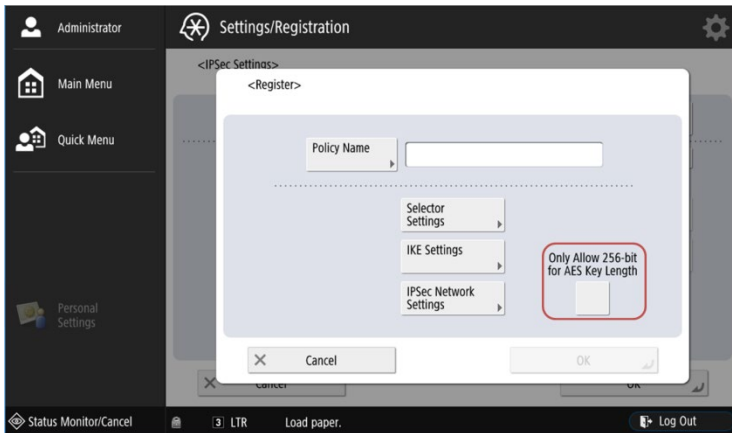 Administrator
Settings/Registration
Main Menu
Quick Menu
Personal
Settings
<IPSec Settings>
<Register>
Policy Name
Selector
Settings
IKE Settings
IPSec Network
Settings
Only Allow 256-bit
for AES Key Length
Cancel
OK
Cancel
OK
Status Monitor/Cancel
3 LTR Load paper.
Log Out